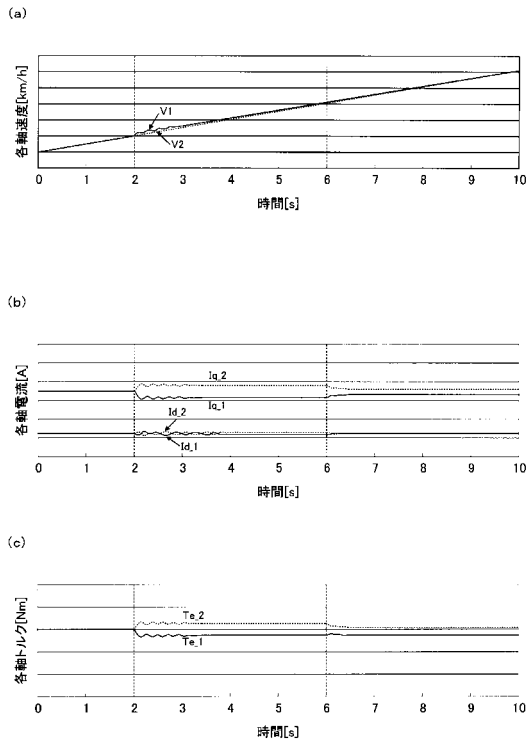 (a)
各軸速度[km/h]
V1
V2
0 1 2 3 4 5 6 7 8 9 10
時間[s]
(b)
各軸電流[A]
Iq_2
Iq_1
Id_2
Id_1
0 1 2 3 4 5 6 7 8 9 10
時間[s]
(c)
各軸トルク[Nm]
Te_2
Te_1
0 1 2 3 4 5 6 7 8 9 10
時間[s]